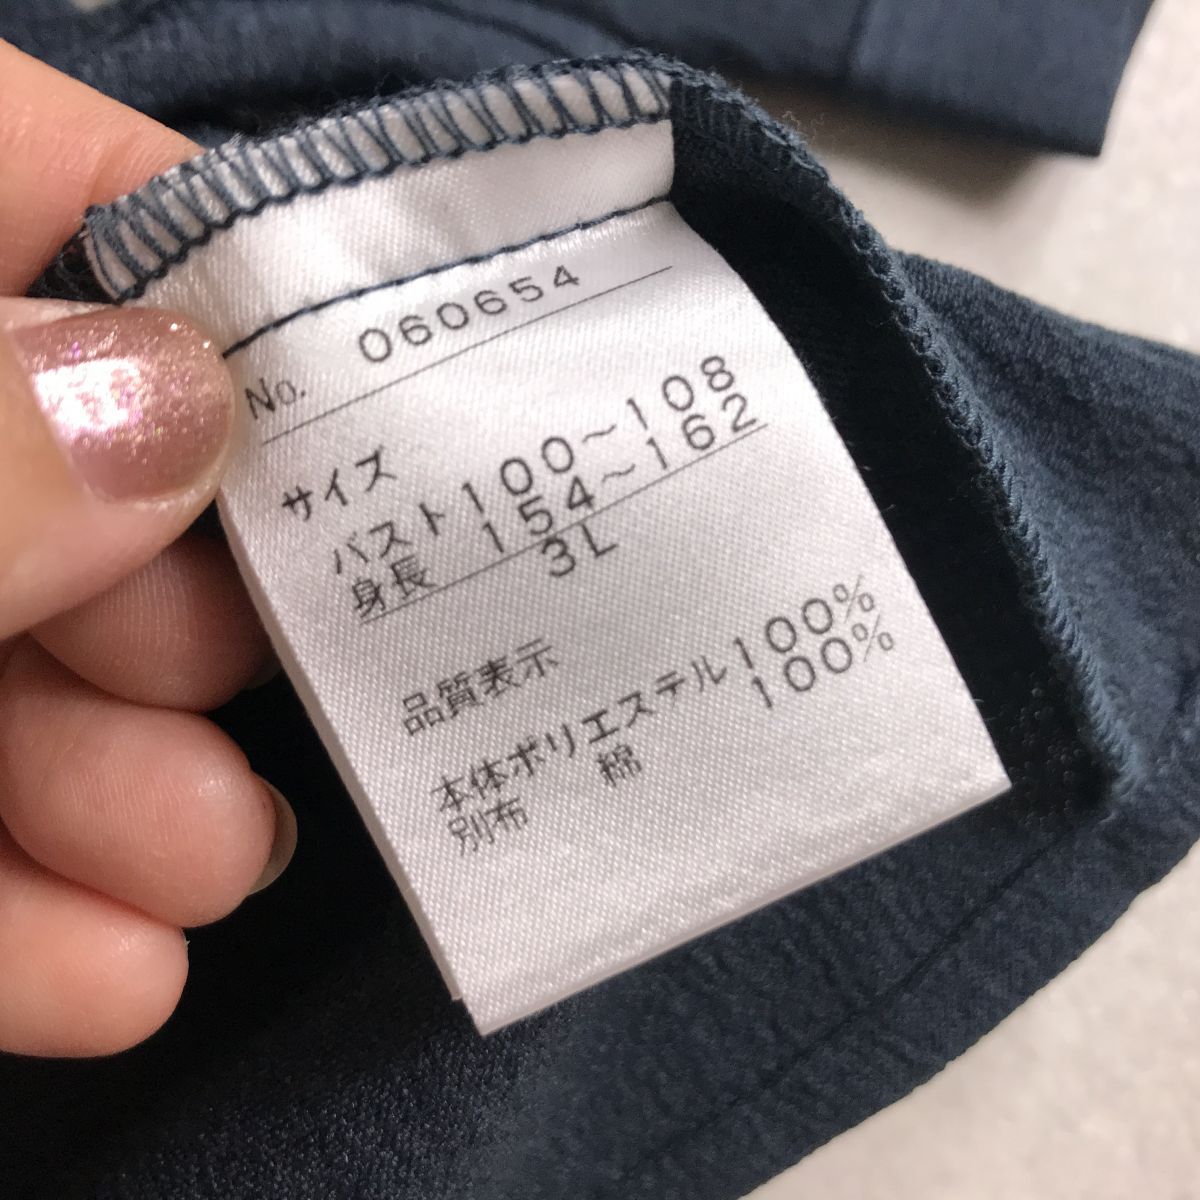 No. 060654
サイズ
バスト100～108
身長 154～162
3L
品質表示
本体ポリエステル100%
別布 綿 100%